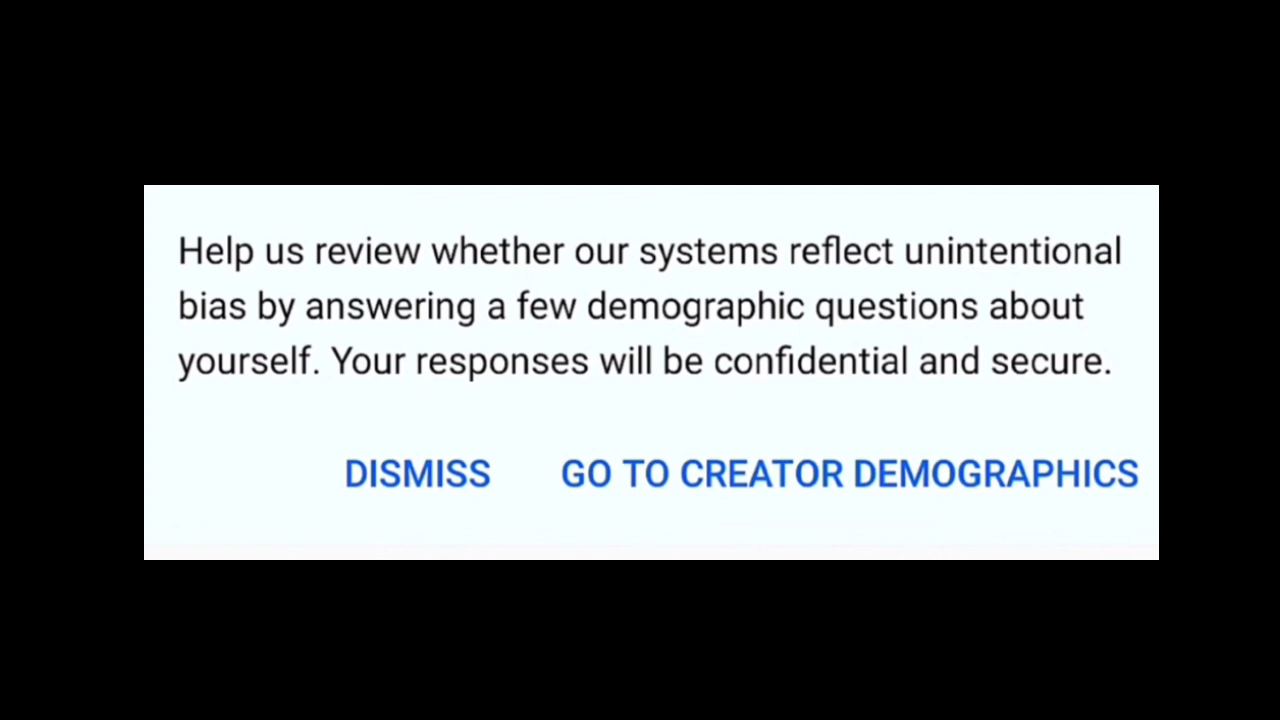 Help us review whether our systems reflect unintentional
bias by answering a few demographic questions about
yourself. Your responses will be confidential and secure.
DISMISS GO TO CREATOR DEMOGRAPHICS